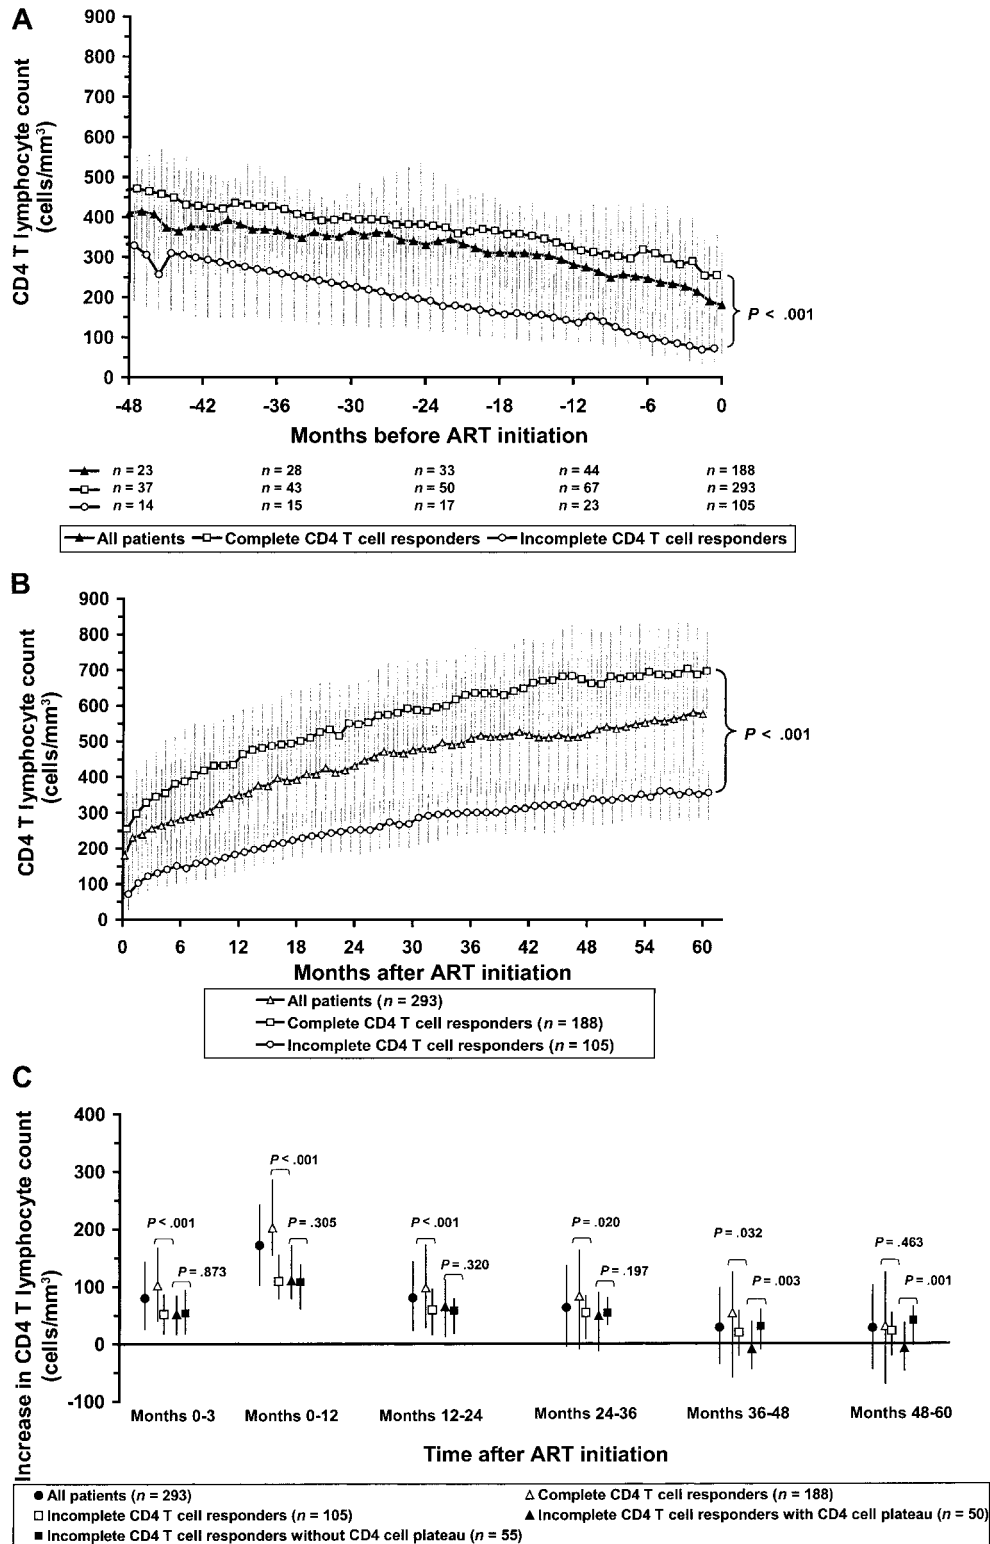 A
CD4 T lymphocyte count
(cells/mm³)
900
800
700
600
500
400
300
200
100
0
-48 -42 -36 -30 -24 -18 -12 -6 0
P < .001
Months before ART initiation
n = 23 n = 28 n = 33 n = 44 n = 188
n = 37 n = 43 n = 50 n = 67 n = 293
n = 14 n = 15 n = 17 n = 23 n = 105
All patients Complete CD4 T cell responders Incomplete CD4 T cell responders
B
CD4 T lymphocyte count
(cells/mm³)
900
800
700
600
500
400
300
200
100
0
0 6 12 18 24 30 36 42 48 54 60
P < .001
Months after ART initiation
All patients (n = 293)
Complete CD4 T cell responders (n = 188)
Incomplete CD4 T cell responders (n = 105)
C
Increase in CD4 T lymphocyte count
(cells/mm³)
400
300
200
100
0
-100
P < .001
P = .873
P < .001
P = .305
P < .001
P = .320
P = .020
P = .197
P = .032
P = .003
P = .463
P = .001
Months 0-3 Months 0-12 Months 12-24 Months 24-36 Months 36-48 Months 48-60
Time after ART initiation
All patients (n = 293) Complete CD4 T cell responders (n = 188)
Incomplete CD4 T cell responders (n = 105) Incomplete CD4 T cell responders with CD4 cell plateau (n = 50)
Incomplete CD4 T cell responders without CD4 cell plateau (n = 55)